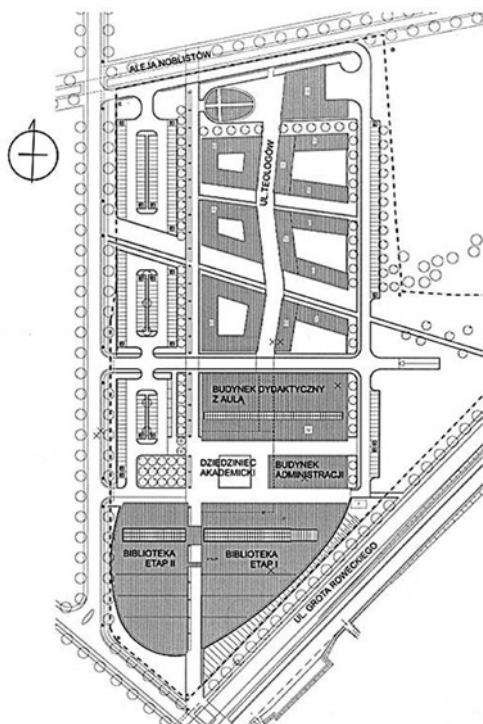 ALEJA NOBLISTÓW
UL. TEOLOGÓW
BUDYNEK DYDAKTYCZNY
Z AULĄ
DZIEDZINIEC
AKADEMICKI
BUDYNEK
ADMINISTRACJI
BIBLIOTEKA
ETAP II
BIBLIOTEKA
ETAP I
UL. GROTA ROWECKIEGO